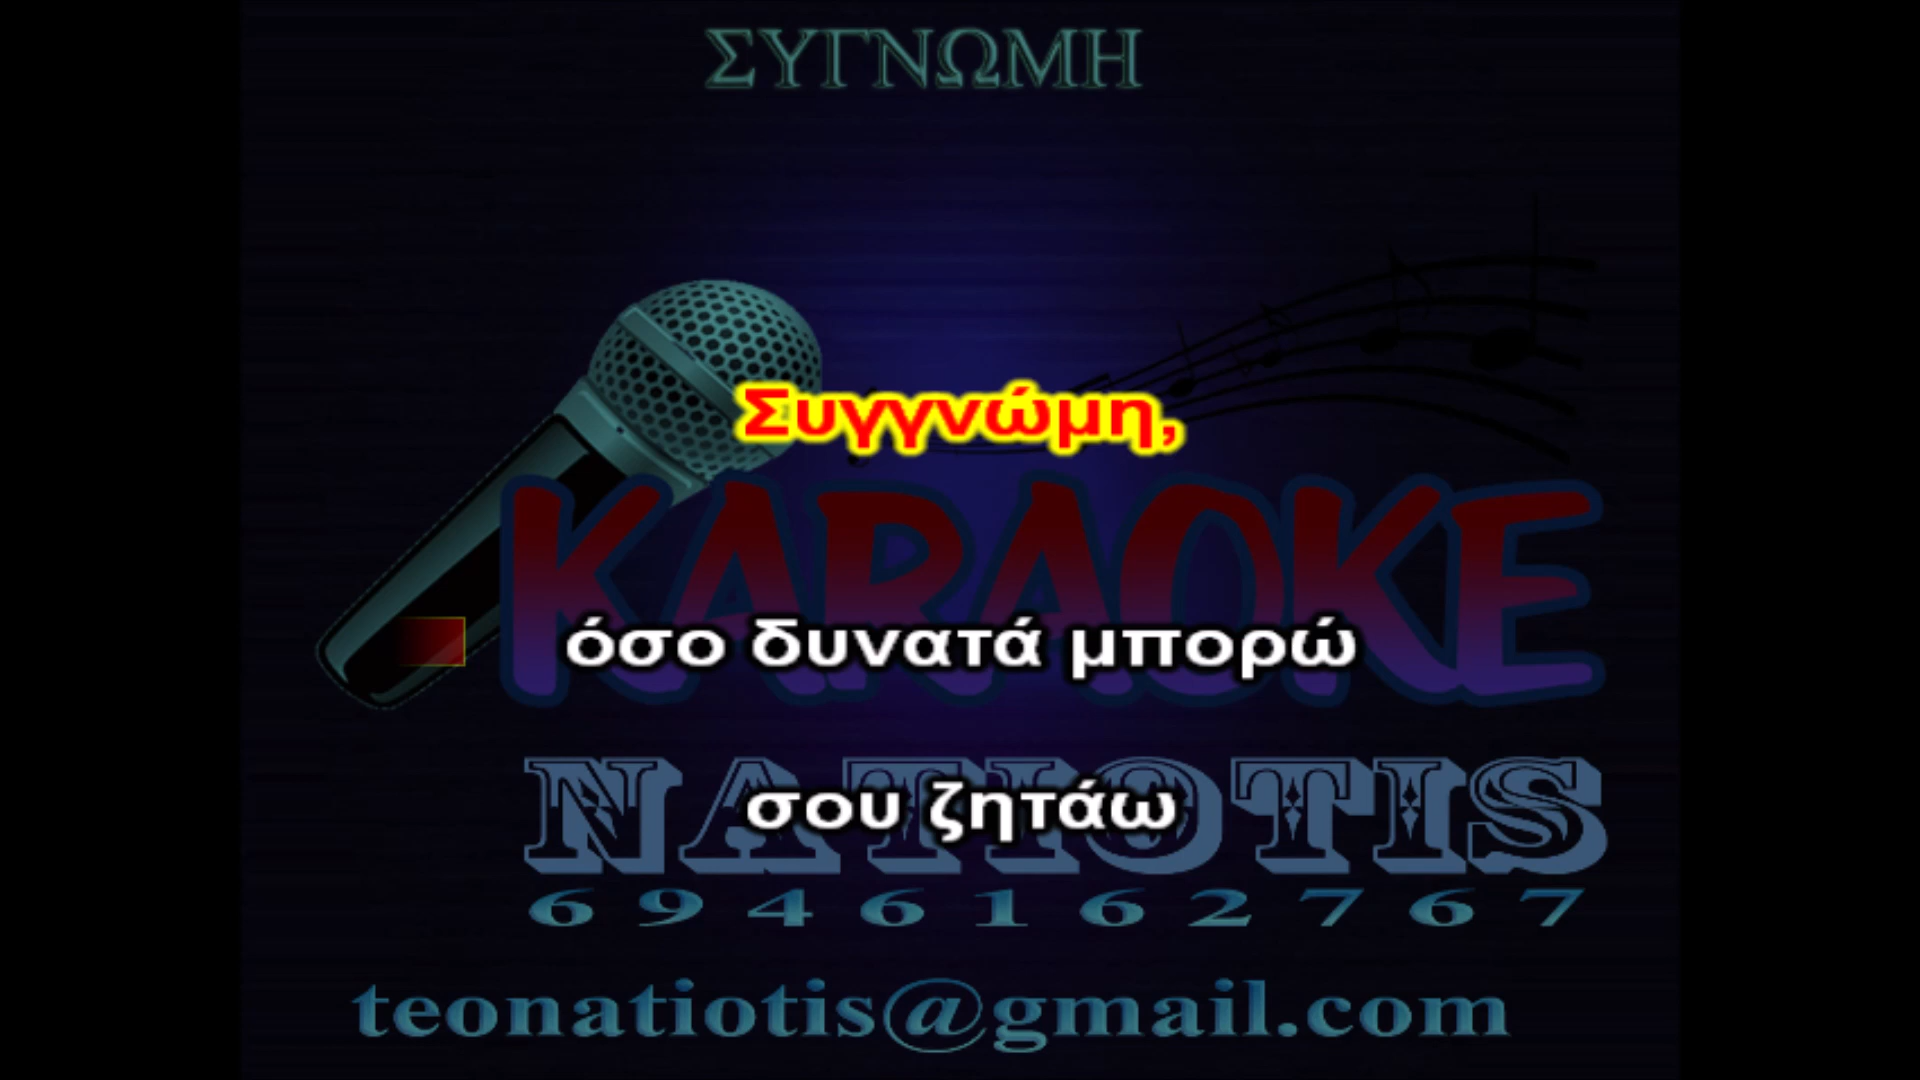 ΣΥΓΝΩΜΗ
Συγγνώμη,
KARAOKE
όσο δυνατά μπορώ
NATIOTIS
σου ζητάω
6946162767
teonatiotis@gmail.com